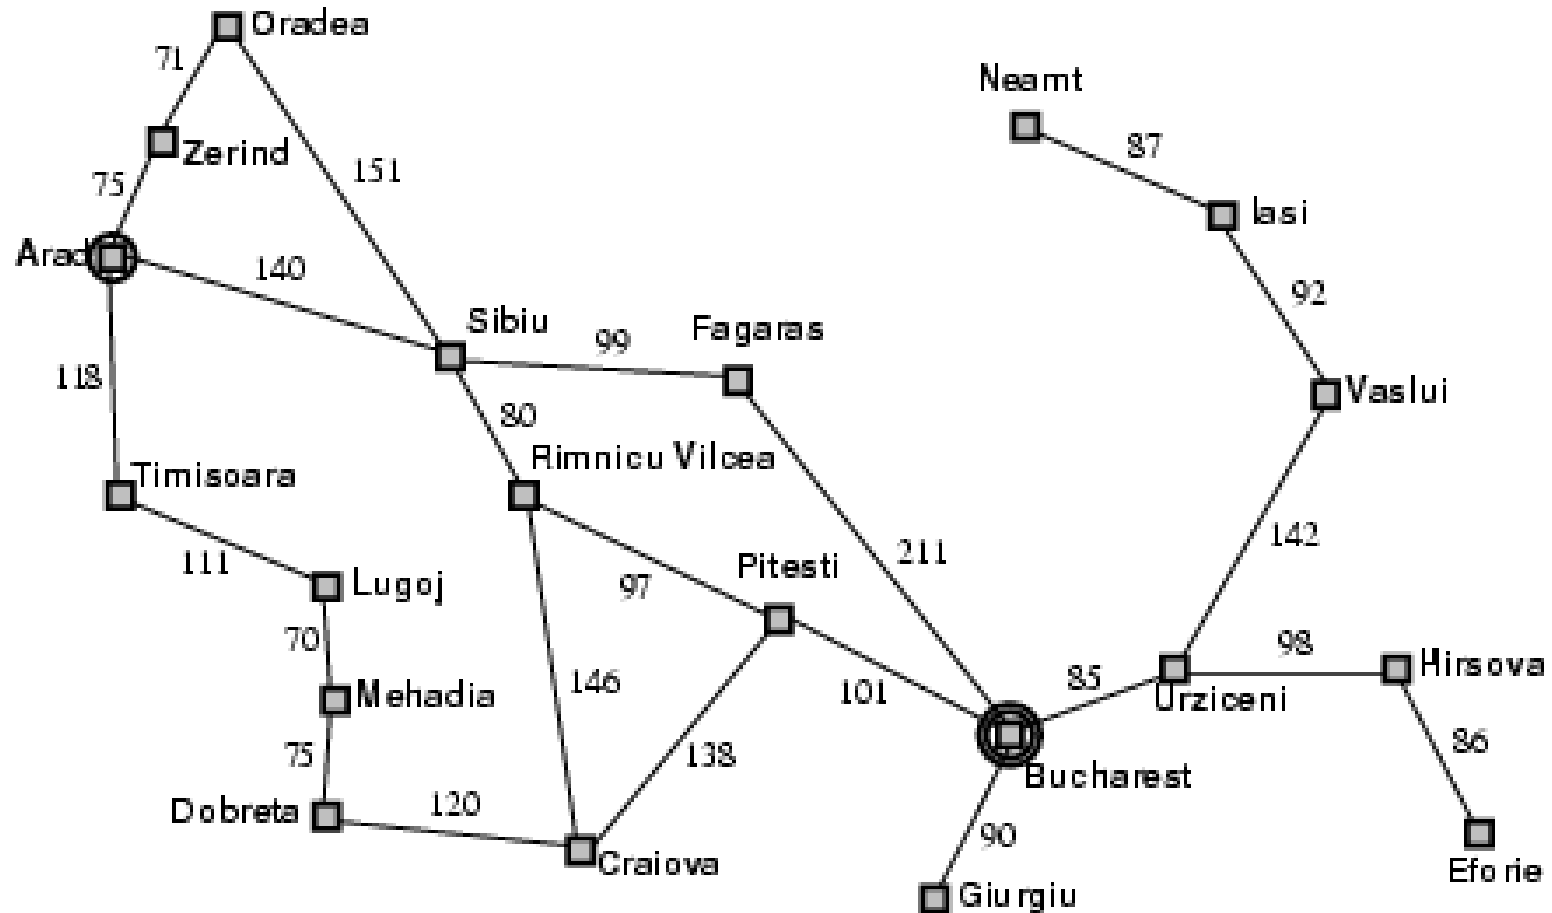 Oradea
71
Neamt
87
Zerind
151
75
Iasi
Arad
140
92
Sibiu
Fagaras
99
118
Vaslui
80
Rimnicu Vilcea
Timisoara
142
211
111
Pitesti
Lugoj
97
70
98
Hirsova
146
85
Mehadia
101
Urziceni
138
86
75
Bucharest
Dobreta
120
90
Craiova
Eforie
Giurgiu